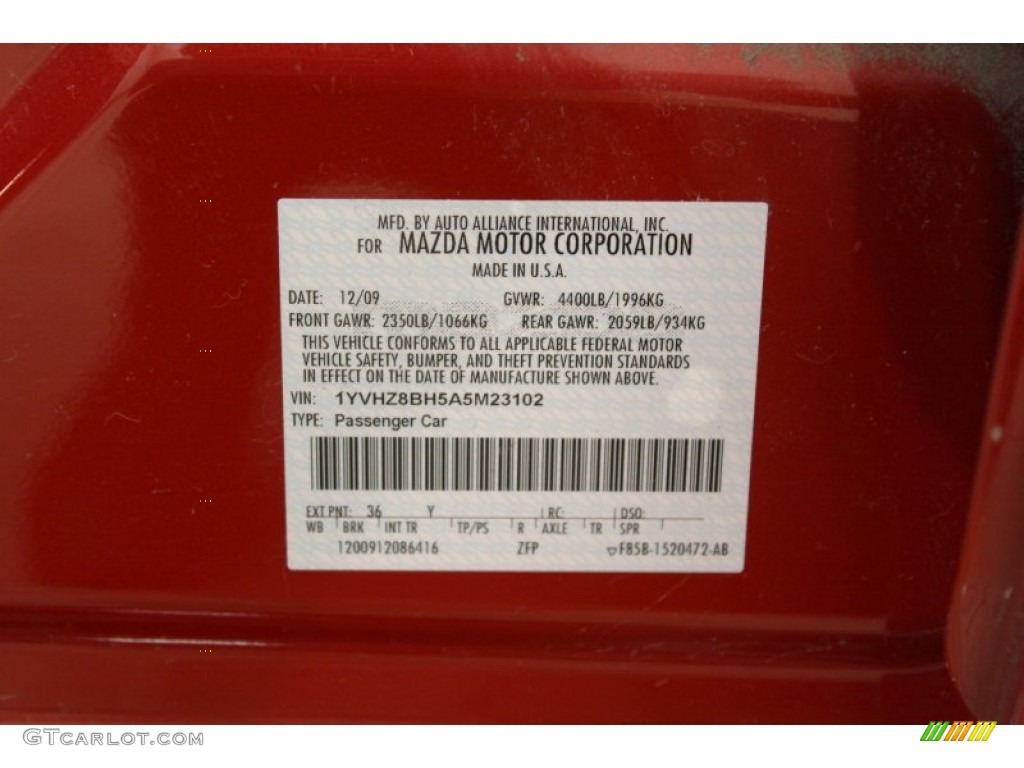 MFD. BY AUTO ALLIANCE INTERNATIONAL, INC.
FOR MAZDA MOTOR CORPORATION
MADE IN U.S.A.
DATE: 12/09 GVWR: 4400LB/1996KG
FRONT GAWR: 2350LB/1066KG REAR GAWR: 2059LB/934KG
THIS VEHICLE CONFORMS TO ALL APPLICABLE FEDERAL MOTOR
VEHICLE SAFETY, BUMPER, AND THEFT PREVENTION STANDARDS
IN EFFECT ON THE DATE OF MANUFACTURE SHOWN ABOVE.
VIN: 1YVHZ8BH5A5M23102
TYPE: Passenger Car
EXT PNT: 36 Y RC: DSO:
WB BRK INT TR TP/PS R AXLE TR SPR
1200912086416 ZFP F85B-1520472-AB
GTCARLOT.COM